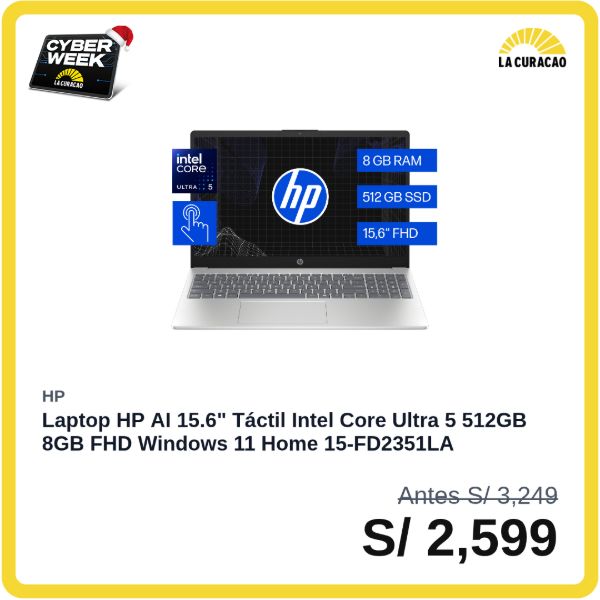 CYBER
WEEK
LA CURACAO
LA CURACAO
intel
CORE
ULTRA 5
hp
8 GB RAM
512 GB SSD
15,6" FHD
HP
Laptop HP AI 15.6" Táctil Intel Core Ultra 5 512GB
8GB FHD Windows 11 Home 15-FD2351LA
Antes S/ 3,249
S/ 2,599